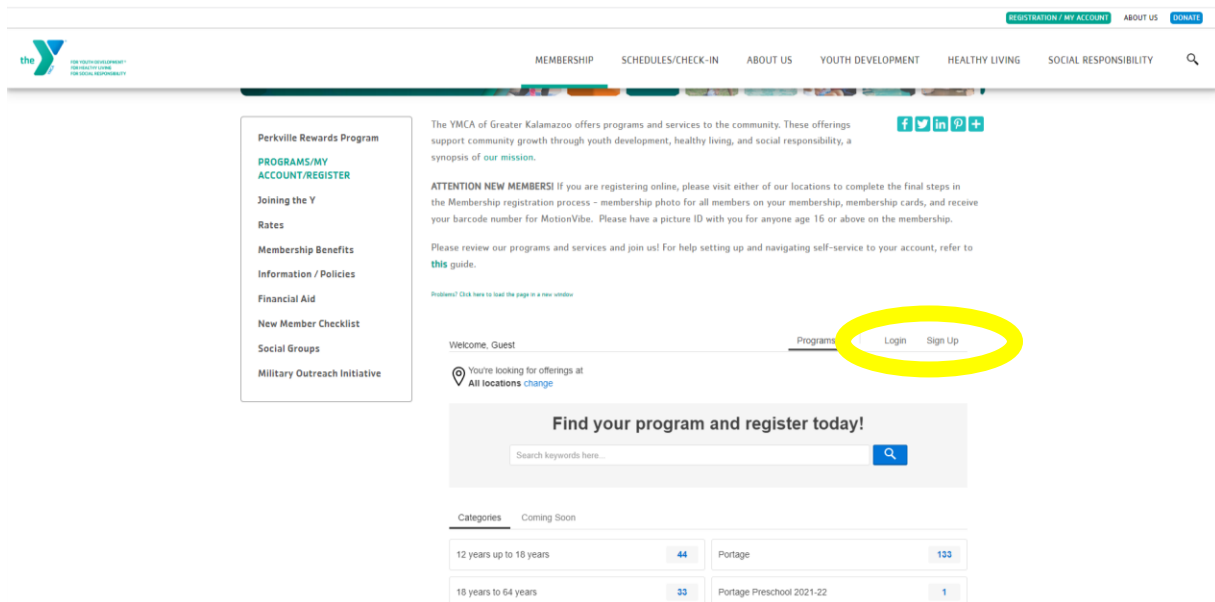 REGISTRATION / MY ACCOUNT ABOUT US DONATE
the Y FOR YOUTH DEVELOPMENT
FOR HEALTHY LIVING
FOR SOCIAL RESPONSIBILITY
MEMBERSHIP SCHEDULES/CHECK-IN ABOUT US YOUTH DEVELOPMENT HEALTHY LIVING SOCIAL RESPONSIBILITY
Perkville Rewards Program
PROGRAMS/MY
ACCOUNT/REGISTER
Joining the Y
Rates
Membership Benefits
Information / Policies
Financial Aid
New Member Checklist
Social Groups
Military Outreach Initiative
The YMCA of Greater Kalamazoo offers programs and services to the community. These offerings
support community growth through youth development, healthy living, and social responsibility, a
synopsis of our mission.
ATTENTION NEW MEMBERS! If you are registering online, please visit either of our locations to complete the final steps in
the Membership registration process – membership photo for all members on your membership, membership cards, and receive
your barcode number for MotionVibe. Please have a picture ID with you for anyone age 16 or above on the membership.
Please review our programs and services and join us! For help setting up and navigating self-service to your account, refer to
this guide.
Problems? Click here to load the page in a new window
Welcome, Guest
Programs Login Sign Up
You're looking for offerings at
All locations change
Find your program and register today!
Search keywords here...
Categories Coming Soon
12 years up to 18 years 44
Portage 133
18 years to 64 years 33
Portage Preschool 2021-22 1